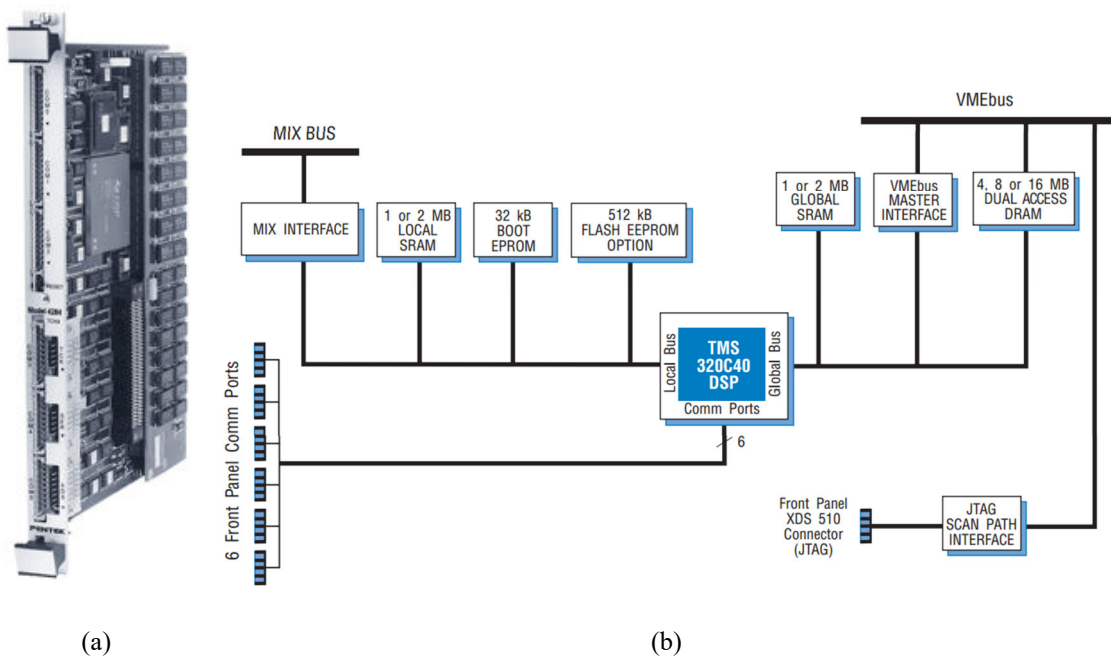 MIX BUS
VMEbus
MIX INTERFACE
1 or 2 MB
LOCAL
SRAM
32 kB
BOOT
EPROM
512 kB
FLASH EEPROM
OPTION
1 or 2 MB
GLOBAL
SRAM
VMEbus
MASTER
INTERFACE
4, 8 or 16 MB
DUAL ACCESS
DRAM
Local Bus
TMS
320C40
DSP
Global Bus
Comm Ports
6
6 Front Panel Comm Ports
Front Panel
XDS 510
Connector
(JTAG)
JTAG
SCAN PATH
INTERFACE
PENTEK
(a)
(b)